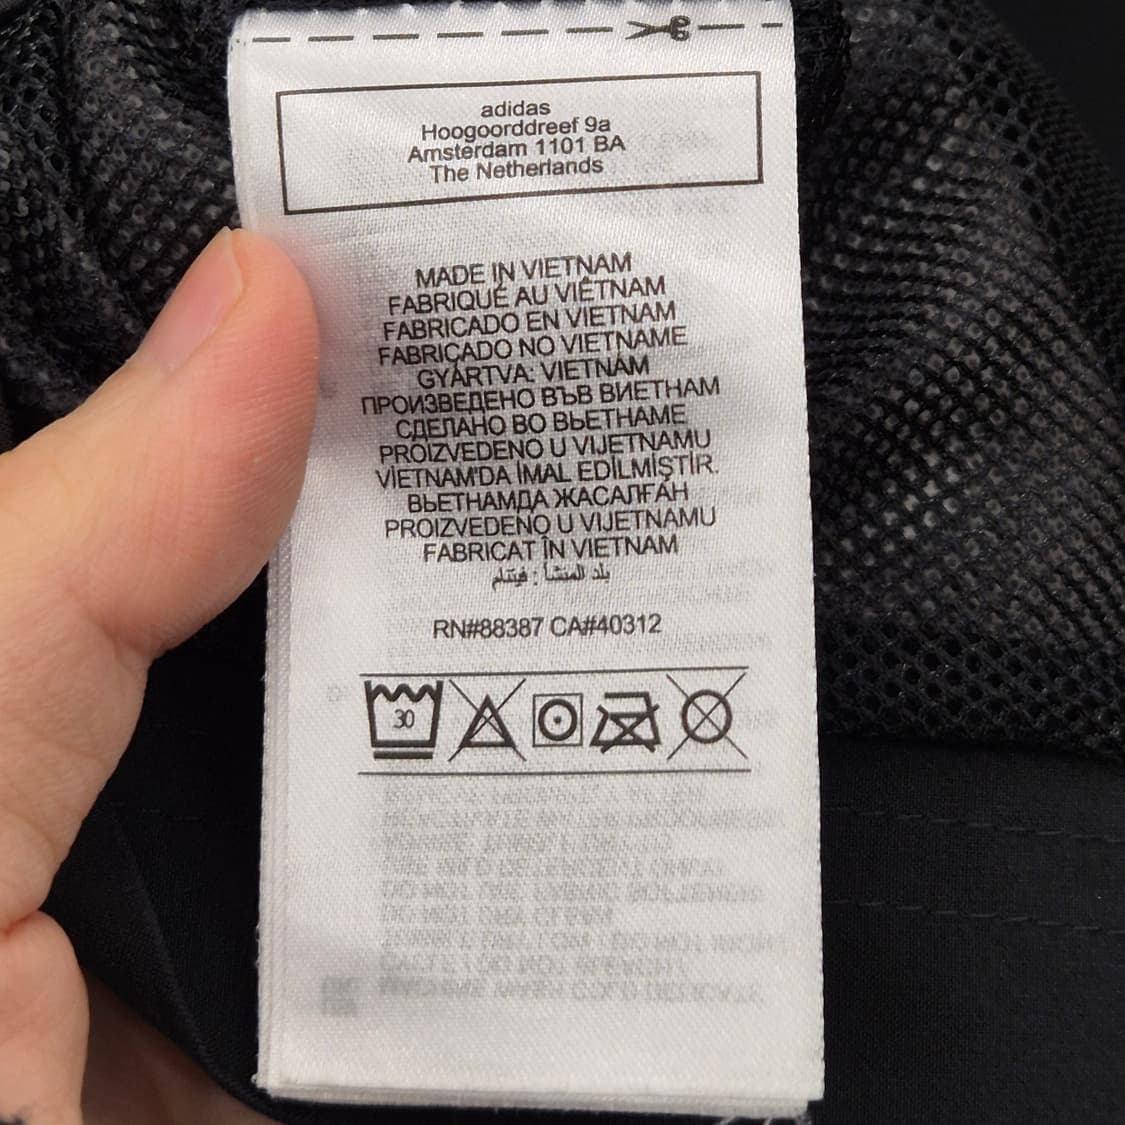 adidas
Hoogoorddreef 9a
Amsterdam 1101 BA
The Netherlands
MADE IN VIETNAM
FABRIQUÉ AU VIÊTNAM
FABRICADO EN VIETNAM
FABRICADO NO VIETNAME
GYÁRTVA: VIETNÁM
ПРОИЗВЕДЕНО ВЪВ ВИЕТНАМ
СДЕЛАНО ВО ВЬЕТНАМЕ
PROIZVEDENO U VIJETNAMU
VİETNAM'DA İMAL EDİLMİŞTİR.
ВЬЕТНАМДА ЖАСАЛҒАН
PROIZVEDENO U VIJETNAMU
FABRICAT ÎN VIETNAM
بلد المنشأ : فيتنام
RN#88387 CA#40312
30